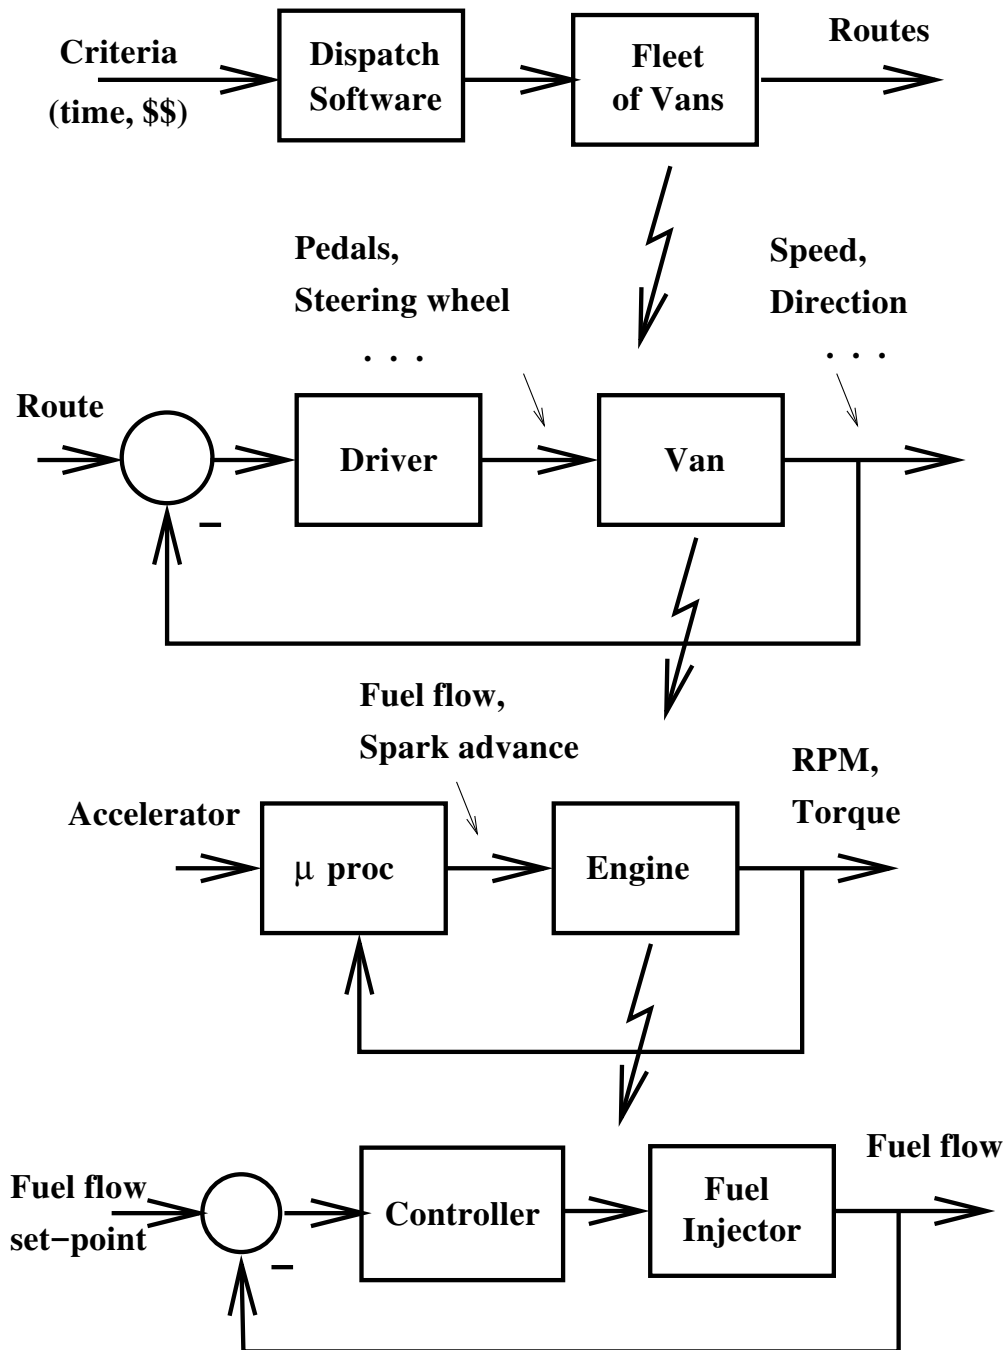 Criteria
(time, $$)
Dispatch
Software
Fleet
of Vans
Routes
Pedals,
Steering wheel
. . .
Speed,
Direction
. . .
Route
Driver
Van
−
Fuel flow,
Spark advance
RPM,
Torque
Accelerator
μ proc
Engine
Fuel flow
set−point
−
Controller
Fuel
Injector
Fuel flow